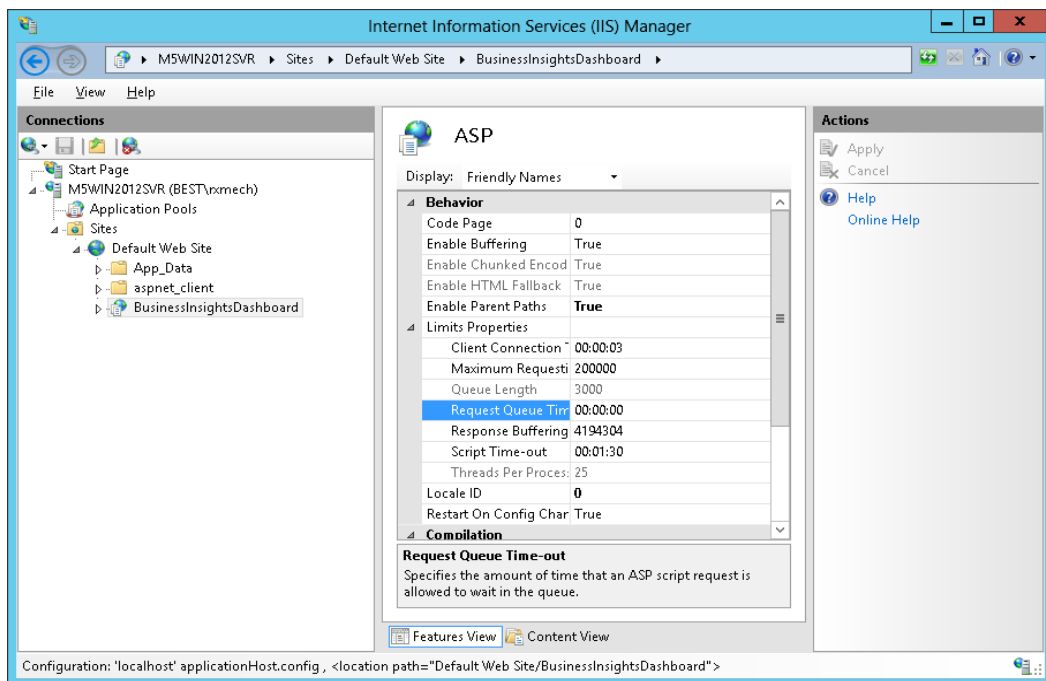 Internet Information Services (IIS) Manager
M5WIN2012SVR Sites Default Web Site BusinessInsightsDashboard
File View Help
Connections
Start Page
M5WIN2012SVR (BEST\rxmech)
Application Pools
Sites
Default Web Site
App_Data
aspnet_client
BusinessInsightsDashboard
ASP
Display: Friendly Names
Behavior
Code Page 0
Enable Buffering True
Enable Chunked Encod True
Enable HTML Fallback True
Enable Parent Paths True
Limits Properties
Client Connection 00:00:03
Maximum Requesti 200000
Queue Length 3000
Request Queue Tim 00:00:00
Response Buffering 4194304
Script Time-out 00:01:30
Threads Per Proces 25
Locale ID 0
Restart On Config Char True
Compilation
Request Queue Time-out
Specifies the amount of time that an ASP script request is
allowed to wait in the queue.
Features View Content View
Actions
Apply
Cancel
Help
Online Help
Configuration: 'localhost' applicationHost.config , <location path="Default Web Site/BusinessInsightsDashboard">